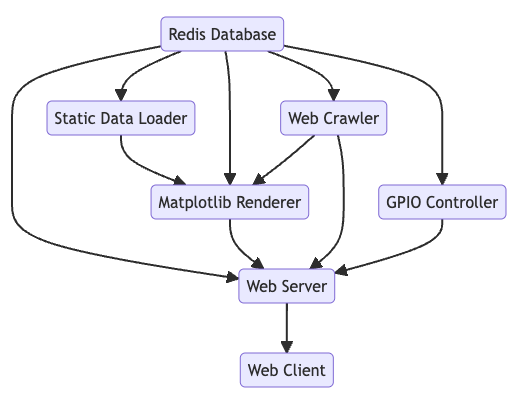 Redis Database
Static Data Loader
Web Crawler
Matplotlib Renderer
GPIO Controller
Web Server
Web Client